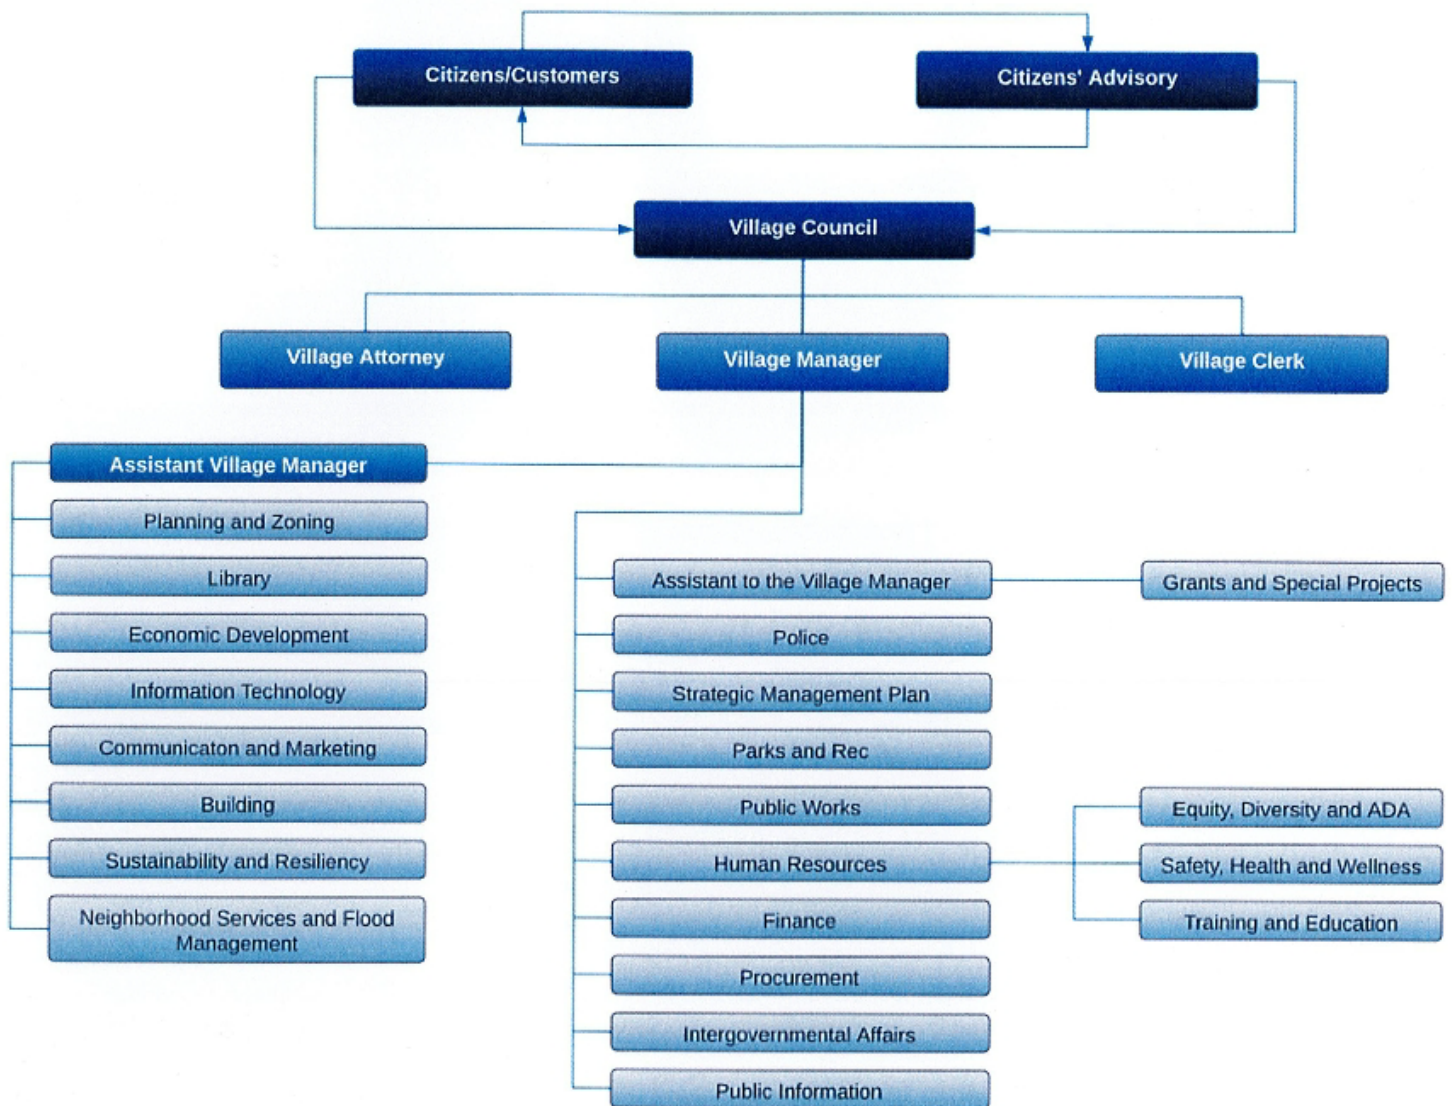 Citizens/Customers
Citizens' Advisory
Village Council
Village Attorney
Village Manager
Village Clerk
Assistant Village Manager
Planning and Zoning
Library
Economic Development
Information Technology
Communicaton and Marketing
Building
Sustainability and Resiliency
Neighborhood Services and Flood
Management
Assistant to the Village Manager
Grants and Special Projects
Police
Strategic Management Plan
Parks and Rec
Public Works
Human Resources
Equity, Diversity and ADA
Safety, Health and Wellness
Training and Education
Finance
Procurement
Intergovernmental Affairs
Public Information